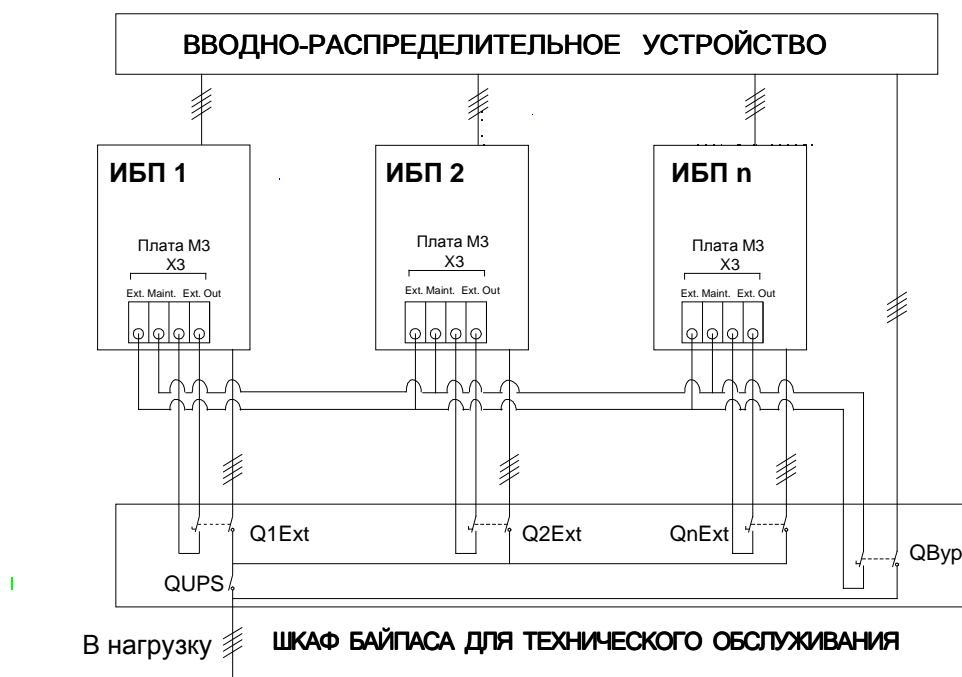 ВВОДНО-РАСПРЕДЕЛИТЕЛЬНОЕ УСТРОЙСТВО
ИБП 1
ИБП 2
ИБП n
Плата М3
X3
Ext. Maint. Ext. Out
Плата М3
X3
Ext. Maint. Ext. Out
Плата М3
X3
Ext. Maint. Ext. Out
Q1Ext
Q2Ext
QnExt
QByp
QUPS
В нагрузку
ШКАФ БАЙПАСА ДЛЯ ТЕХНИЧЕСКОГО ОБСЛУЖИВАНИЯ